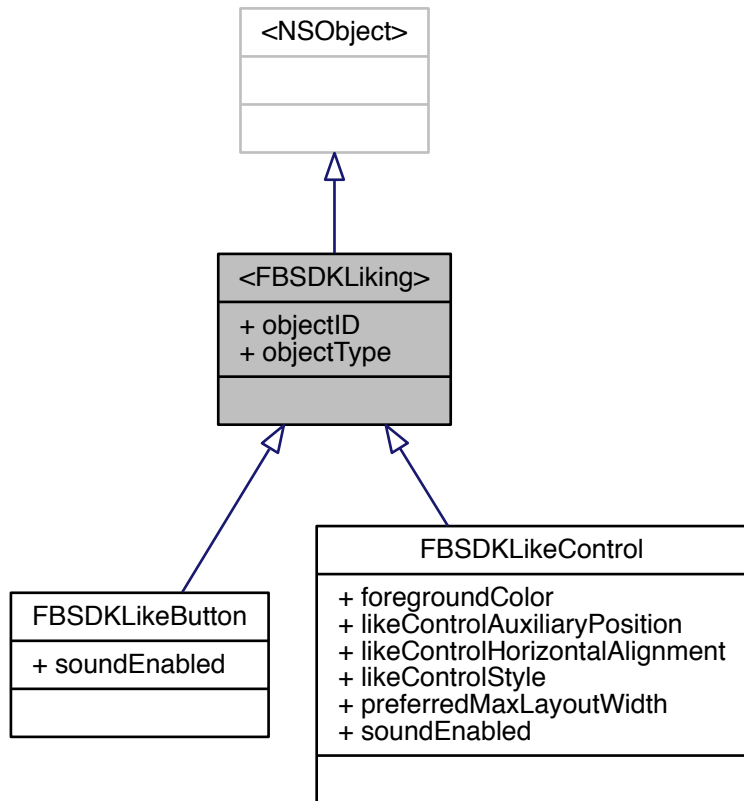 <NSObject>
<FBSDKLiking>
+ objectID
+ objectType
FBSDKLikeButton
+ soundEnabled
FBSDKLikeControl
+ foregroundColor
+ likeControlAuxiliaryPosition
+ likeControlHorizontalAlignment
+ likeControlStyle
+ preferredMaxLayoutWidth
+ soundEnabled